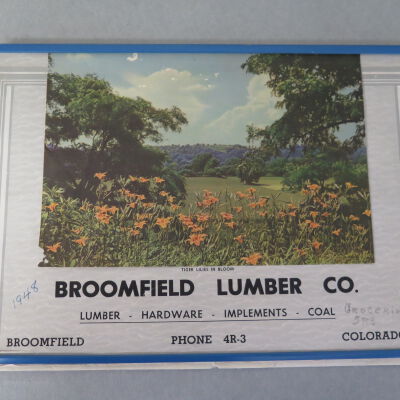 TIGER LILIES IN BLOOM
1948
BROOMFIELD LUMBER CO.
LUMBER - HARDWARE - IMPLEMENTS - COAL
BROOMFIELD PHONE 4R-3 COLORADO